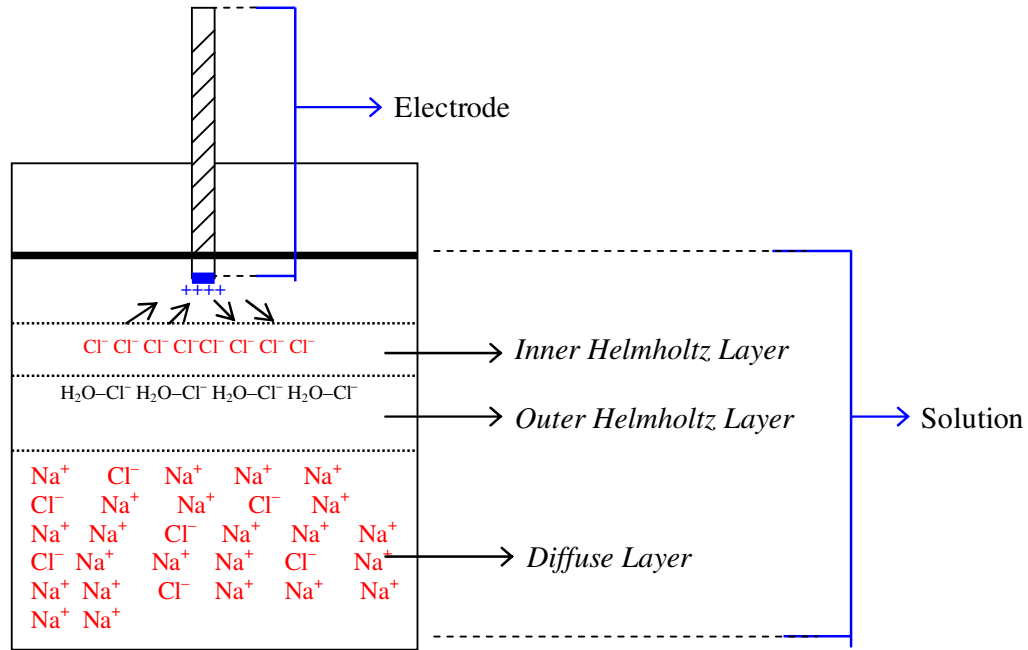 Electrode
++++
Cl⁻ Cl⁻ Cl⁻ Cl⁻Cl⁻ Cl⁻ Cl⁻ Cl⁻
Inner Helmholtz Layer
H₂O–Cl⁻ H₂O–Cl⁻ H₂O–Cl⁻ H₂O–Cl⁻
Outer Helmholtz Layer
Solution
Na⁺ Cl⁻ Na⁺ Na⁺ Na⁺
Cl⁻ Na⁺ Na⁺ Cl⁻ Na⁺
Na⁺ Na⁺ Cl⁻ Na⁺ Na⁺ Na⁺
Cl⁻ Na⁺ Na⁺ Na⁺ Cl⁻ Na⁺
Diffuse Layer
Na⁺ Na⁺ Cl⁻ Na⁺ Na⁺ Na⁺
Na⁺ Na⁺